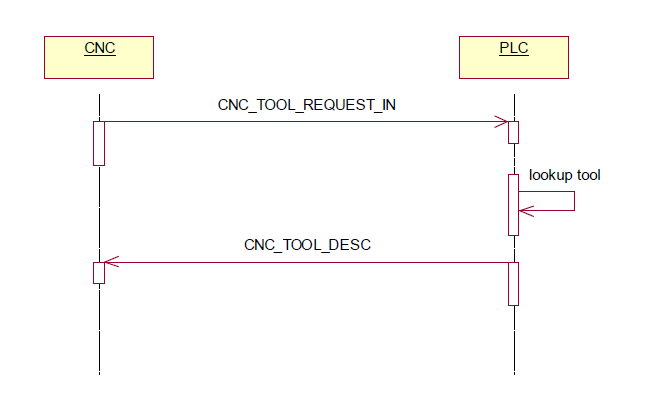 CNC
PLC
CNC_TOOL_REQUEST_IN
lookup tool
CNC_TOOL_DESC